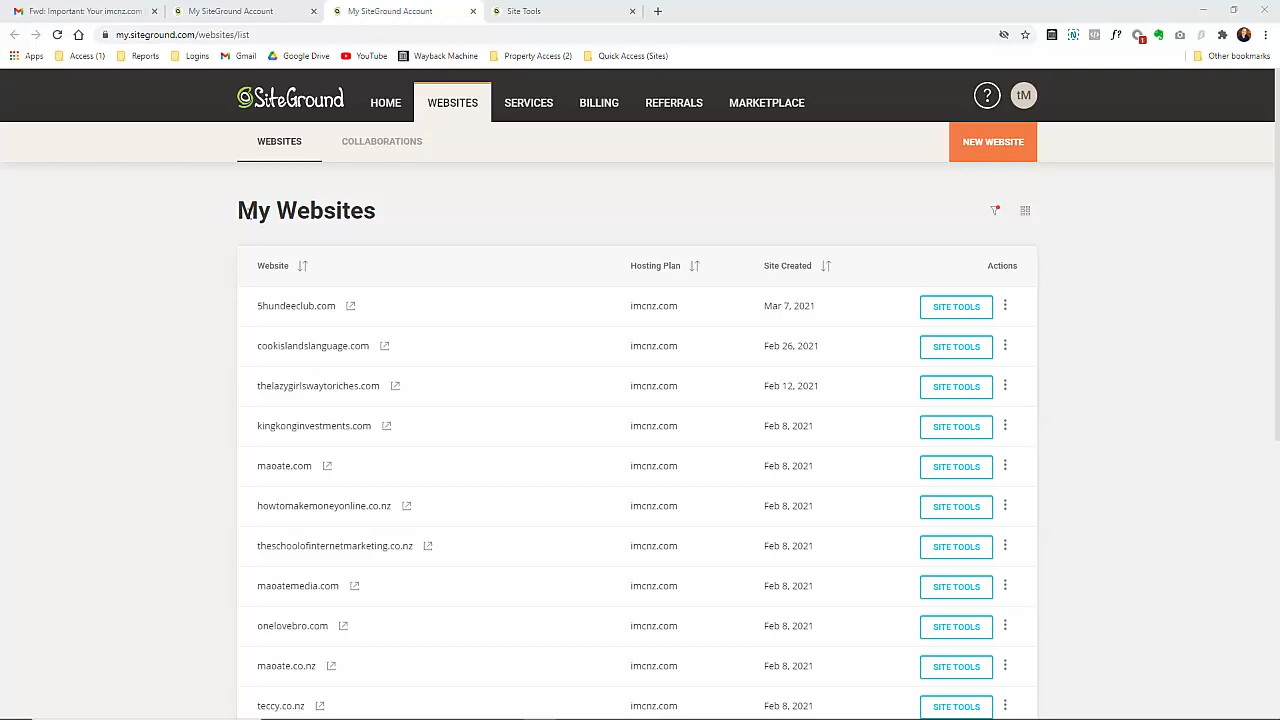 Fwd: Important: Your imcnz.com
My SiteGround Account
My SiteGround Account
Site Tools
my.siteground.com/websites/list
Apps
Access (1)
Reports
Logins
Gmail
Google Drive
YouTube
Wayback Machine
Property Access (2)
Quick Access (Sites)
Other bookmarks
SiteGround
HOME
WEBSITES
SERVICES
BILLING
REFERRALS
MARKETPLACE
?
tM
WEBSITES
COLLABORATIONS
NEW WEBSITE
My Websites
Website
Hosting Plan
Site Created
Actions
5hundeeclub.com imcnz.com Mar 7, 2021 SITE TOOLS
cookislandslanguage.com imcnz.com Feb 26, 2021 SITE TOOLS
thelazygirlswaytoriches.com imcnz.com Feb 12, 2021 SITE TOOLS
kingkonginvestments.com imcnz.com Feb 8, 2021 SITE TOOLS
maoate.com imcnz.com Feb 8, 2021 SITE TOOLS
howtomakemoneyonline.co.nz imcnz.com Feb 8, 2021 SITE TOOLS
theschoolofinternetmarketing.co.nz imcnz.com Feb 8, 2021 SITE TOOLS
maoatemedia.com imcnz.com Feb 8, 2021 SITE TOOLS
onelovebro.com imcnz.com Feb 8, 2021 SITE TOOLS
maoate.co.nz imcnz.com Feb 8, 2021 SITE TOOLS
teccy.co.nz imcnz.com Feb 8, 2021 SITE TOOLS